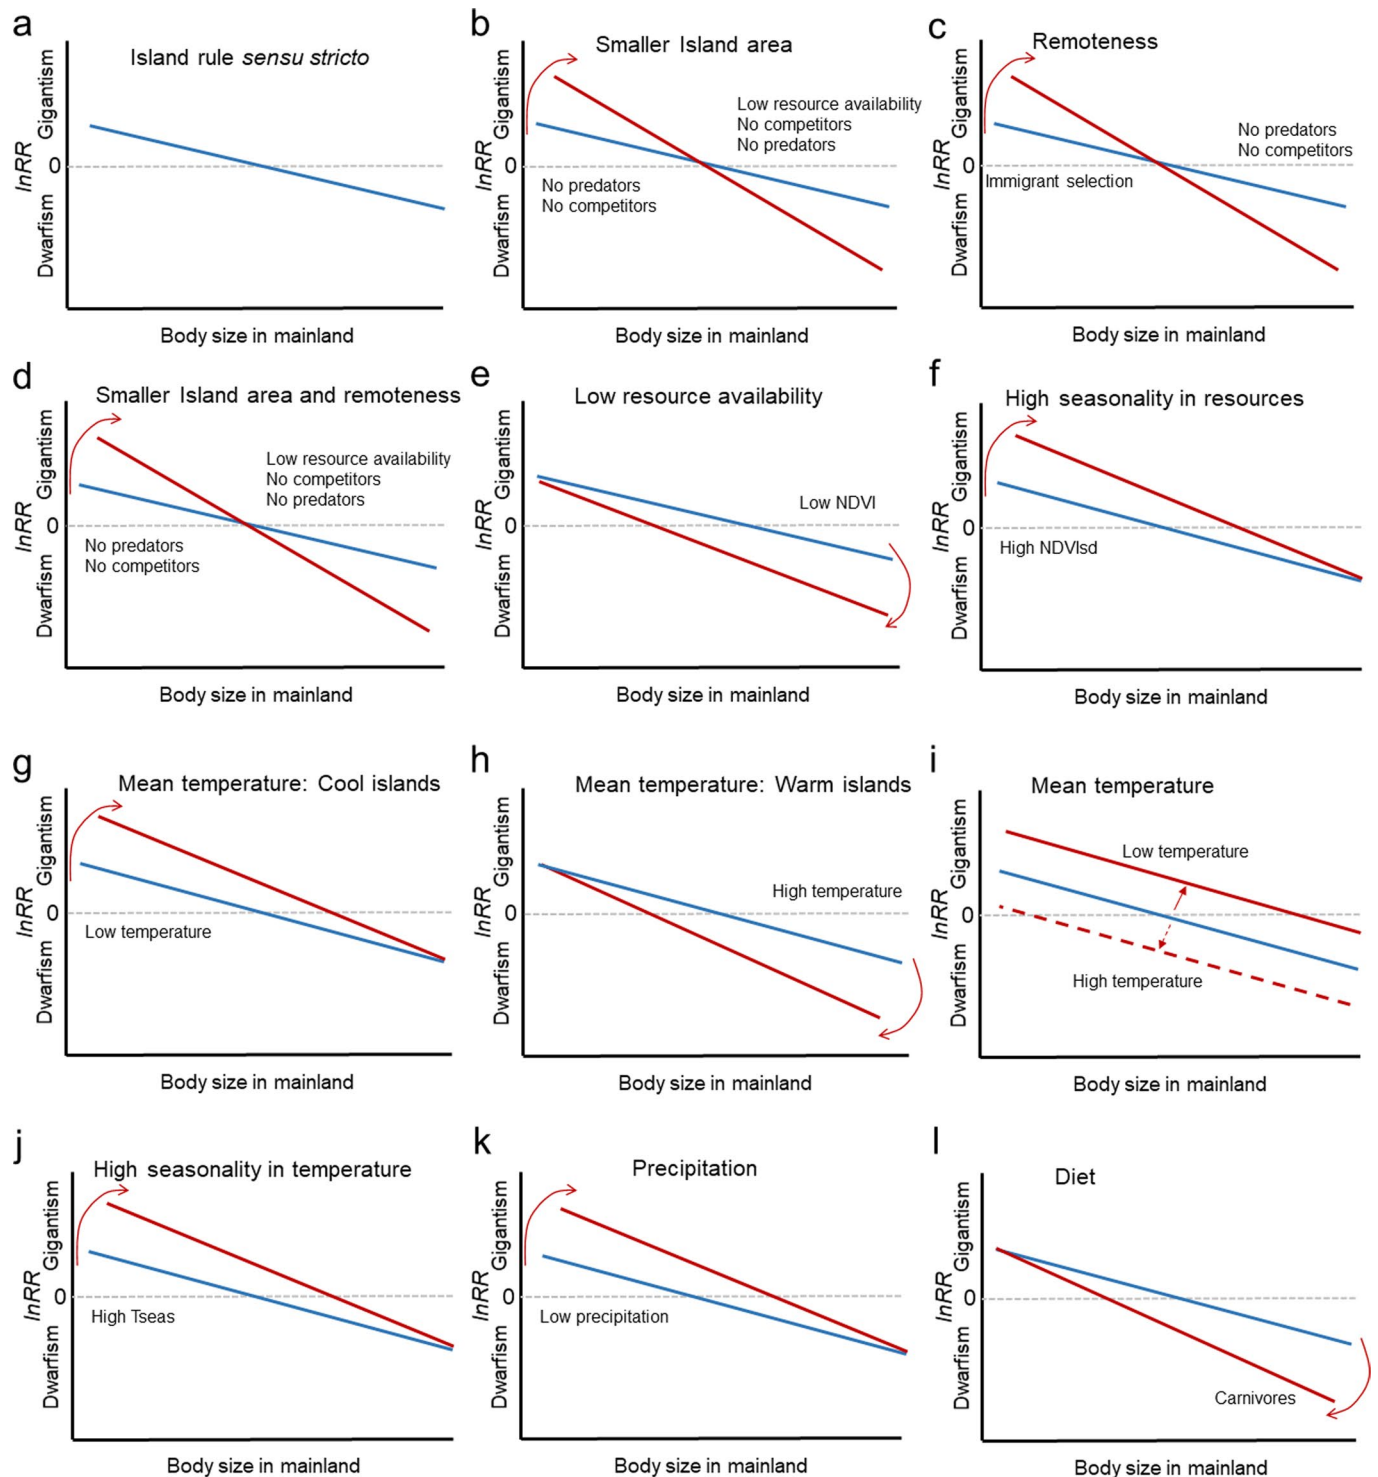 a
Island rule sensu stricto
Gigantism
lnRR
0
Dwarfism
Body size in mainland
b
Smaller Island area
Gigantism
lnRR
0
Dwarfism
Low resource availability
No competitors
No predators
No predators
No competitors
Body size in mainland
c
Remoteness
Gigantism
lnRR
0
Dwarfism
No predators
No competitors
Immigrant selection
Body size in mainland
d
Smaller Island area and remoteness
Gigantism
lnRR
0
Dwarfism
Low resource availability
No competitors
No predators
No predators
No competitors
Body size in mainland
e
Low resource availability
Gigantism
lnRR
0
Dwarfism
Low NDVI
Body size in mainland
f
High seasonality in resources
Gigantism
lnRR
0
Dwarfism
High NDVIsd
Body size in mainland
g
Mean temperature: Cool islands
Gigantism
lnRR
0
Dwarfism
Low temperature
Body size in mainland
h
Mean temperature: Warm islands
Gigantism
lnRR
0
Dwarfism
High temperature
Body size in mainland
i
Mean temperature
Gigantism
lnRR
0
Dwarfism
Low temperature
High temperature
Body size in mainland
j
High seasonality in temperature
Gigantism
lnRR
0
Dwarfism
High Tseas
Body size in mainland
k
Precipitation
Gigantism
lnRR
0
Dwarfism
Low precipitation
Body size in mainland
l
Diet
Gigantism
lnRR
0
Dwarfism
Carnivores
Body size in mainland